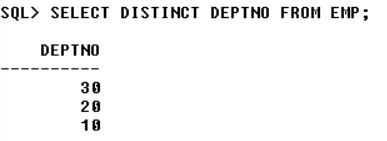 SQL> SELECT DISTINCT DEPTNO FROM EMP;
DEPTNO
----------
30
20
10